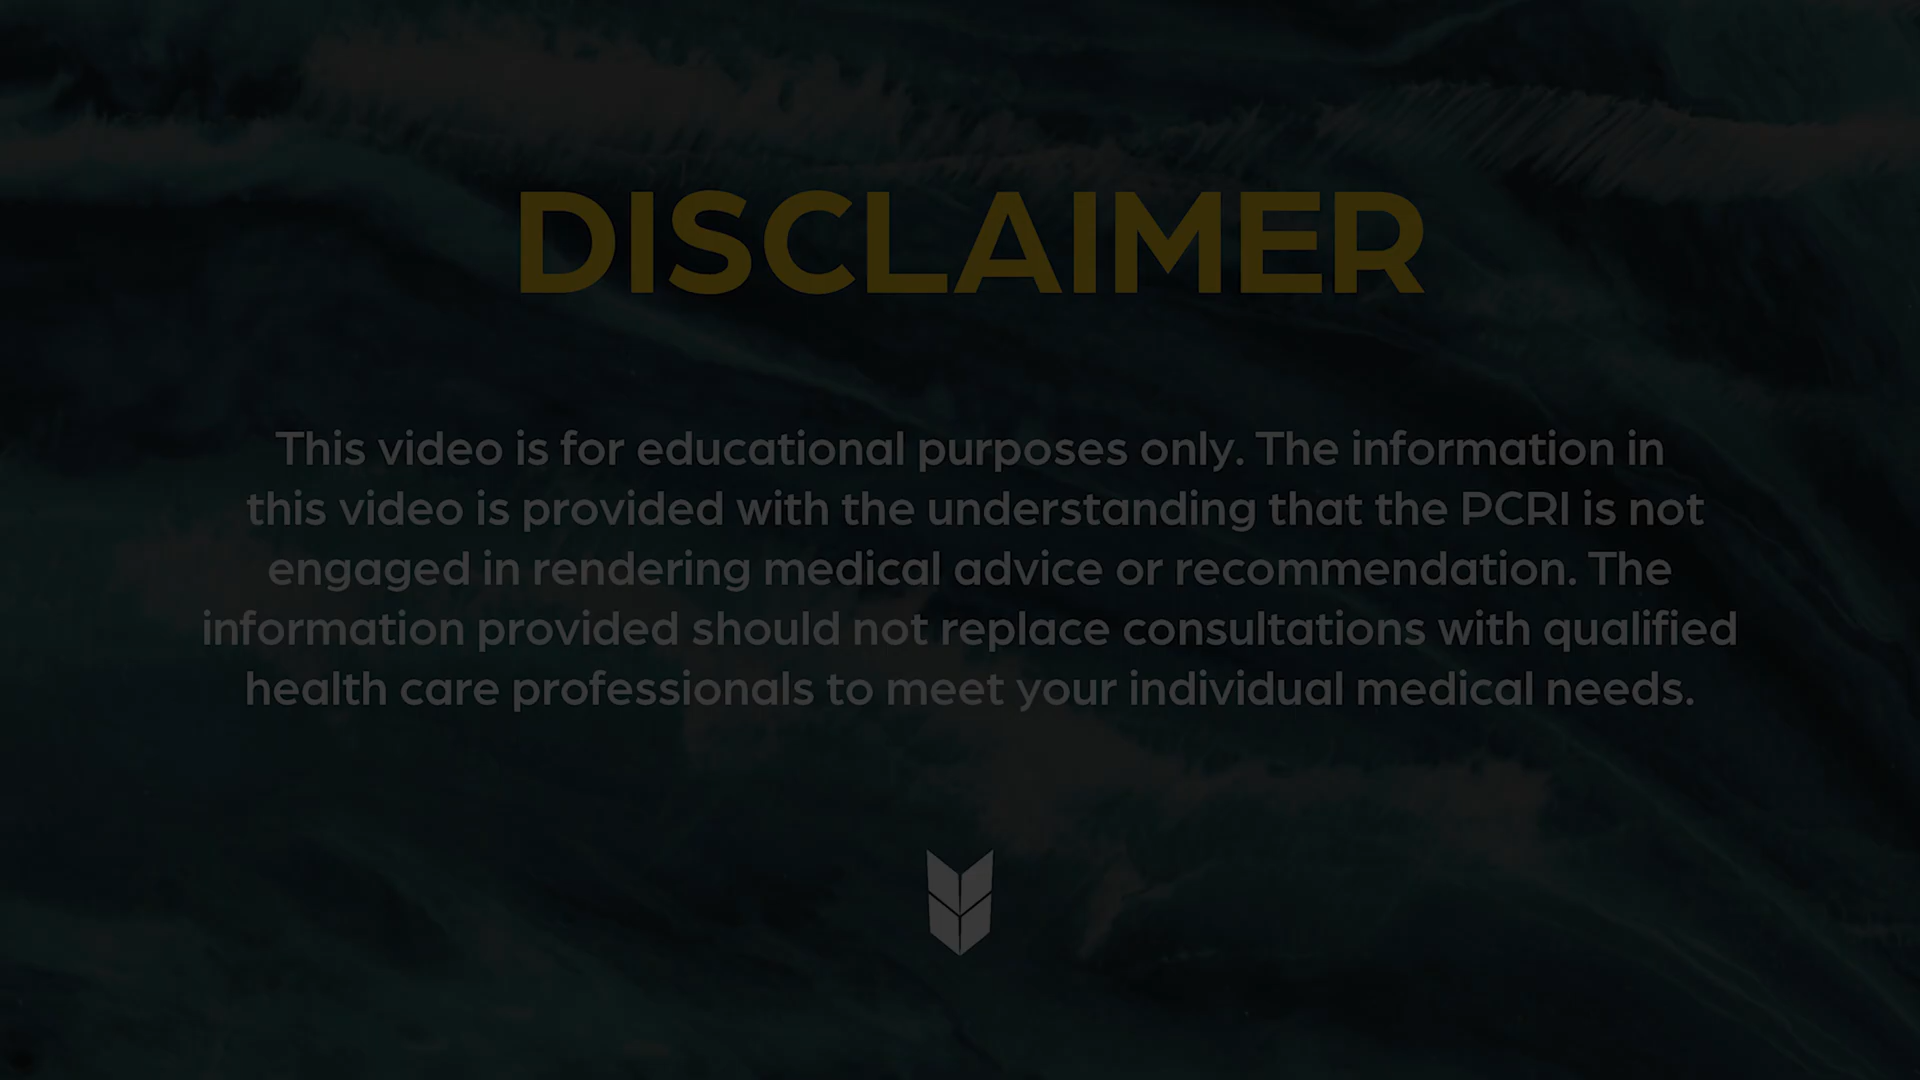 DISCLAIMER
This video is for educational purposes only. The information in
this video is provided with the understanding that the PCRI is not
engaged in rendering medical advice or recommendation. The
information provided should not replace consultations with qualified
health care professionals to meet your individual medical needs.